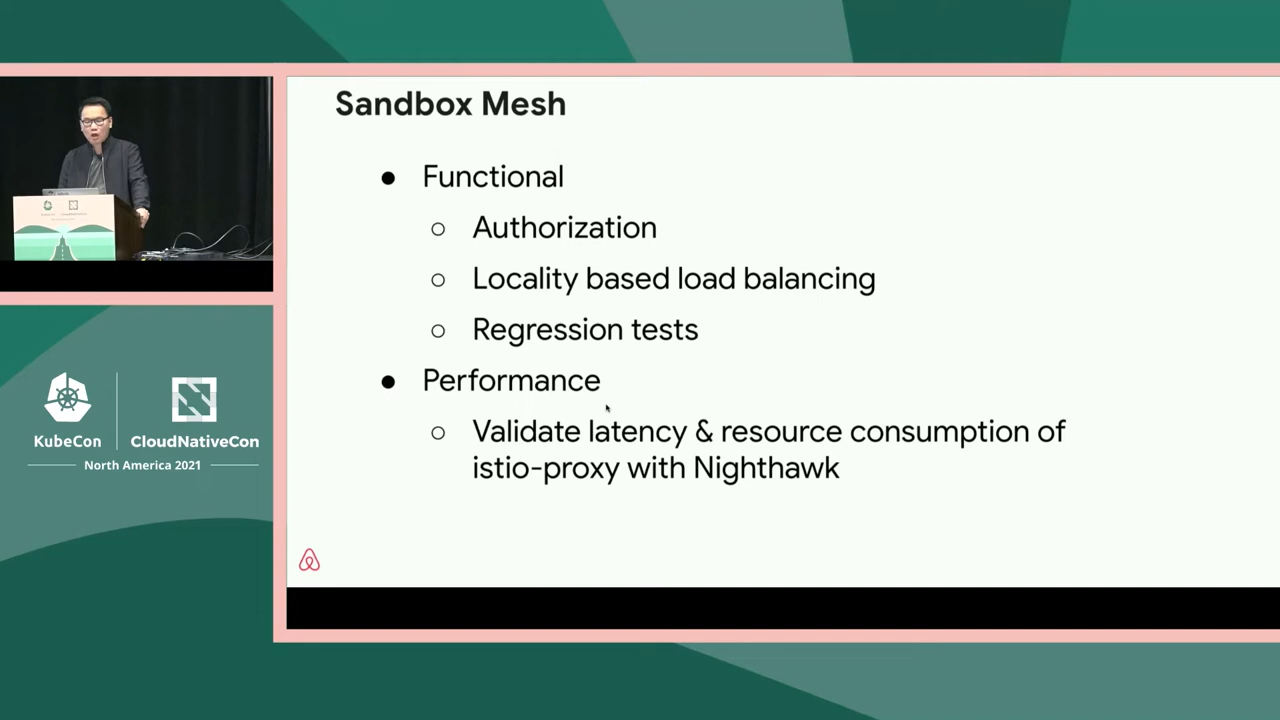 Sandbox Mesh
● Functional
○ Authorization
○ Locality based load balancing
○ Regression tests
● Performance
○ Validate latency & resource consumption of
istio-proxy with Nighthawk
KubeCon
CloudNativeCon
North America 2021